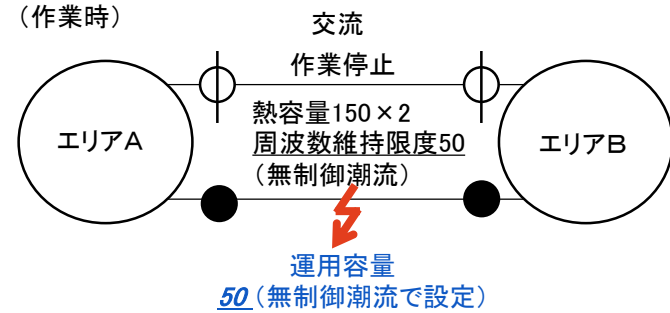 （作業時）
交流
作業停止
熱容量150×2
周波数維持限度50
（無制御潮流）
エリアA
エリアB
運用容量
50（無制御潮流で設定）